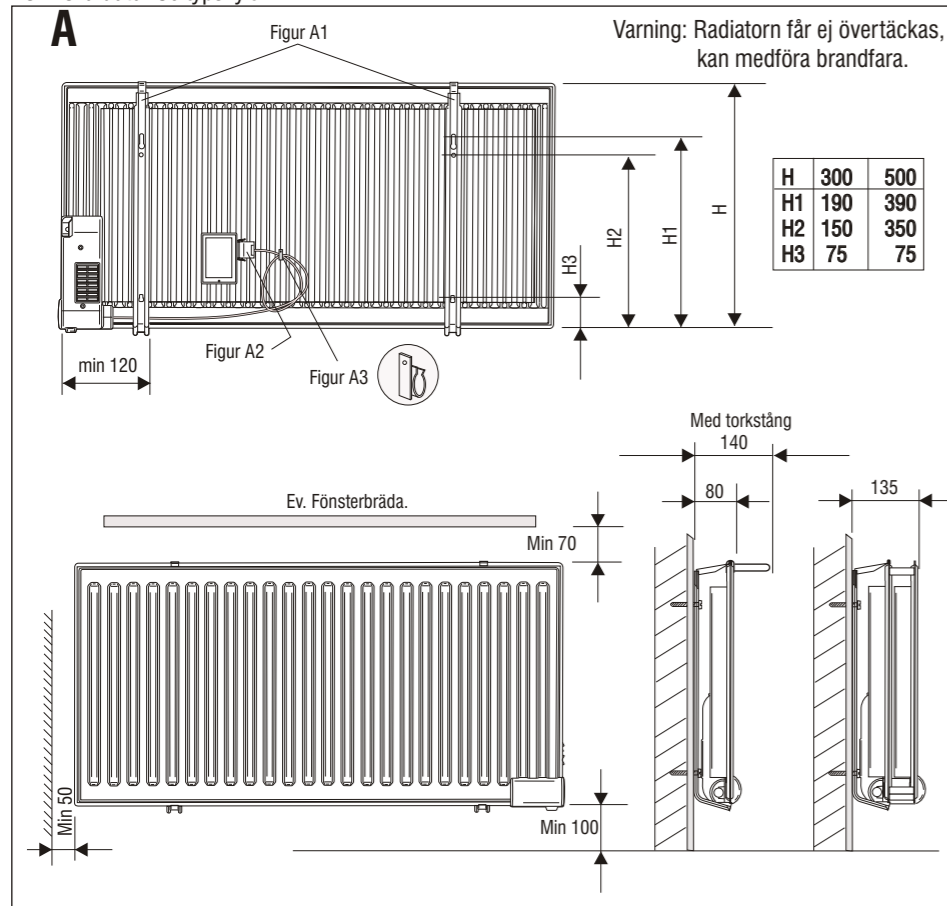 A
Figur A1
Varning: Radiatorn får ej övertäckas,
kan medföra brandfara.
H 300 500
H1 190 390
H2 150 350
H3 75 75
H
H1
H2
H3
Figur A2
Figur A3
min 120
Med torkstång
140
80
135
Ev. Fönsterbräda.
Min 70
Min 50
Min 100